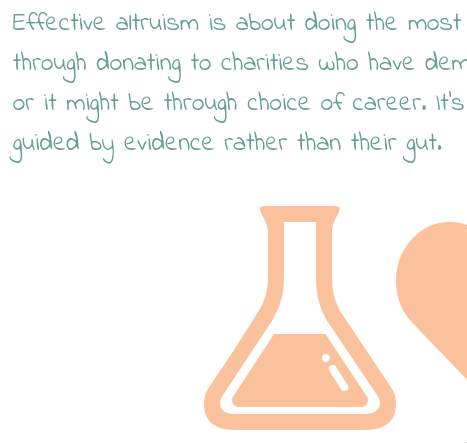 Effective altruism is about doing the most
through donating to charities who have dem
or it might be through choice of career. It's
guided by evidence rather than their gut.